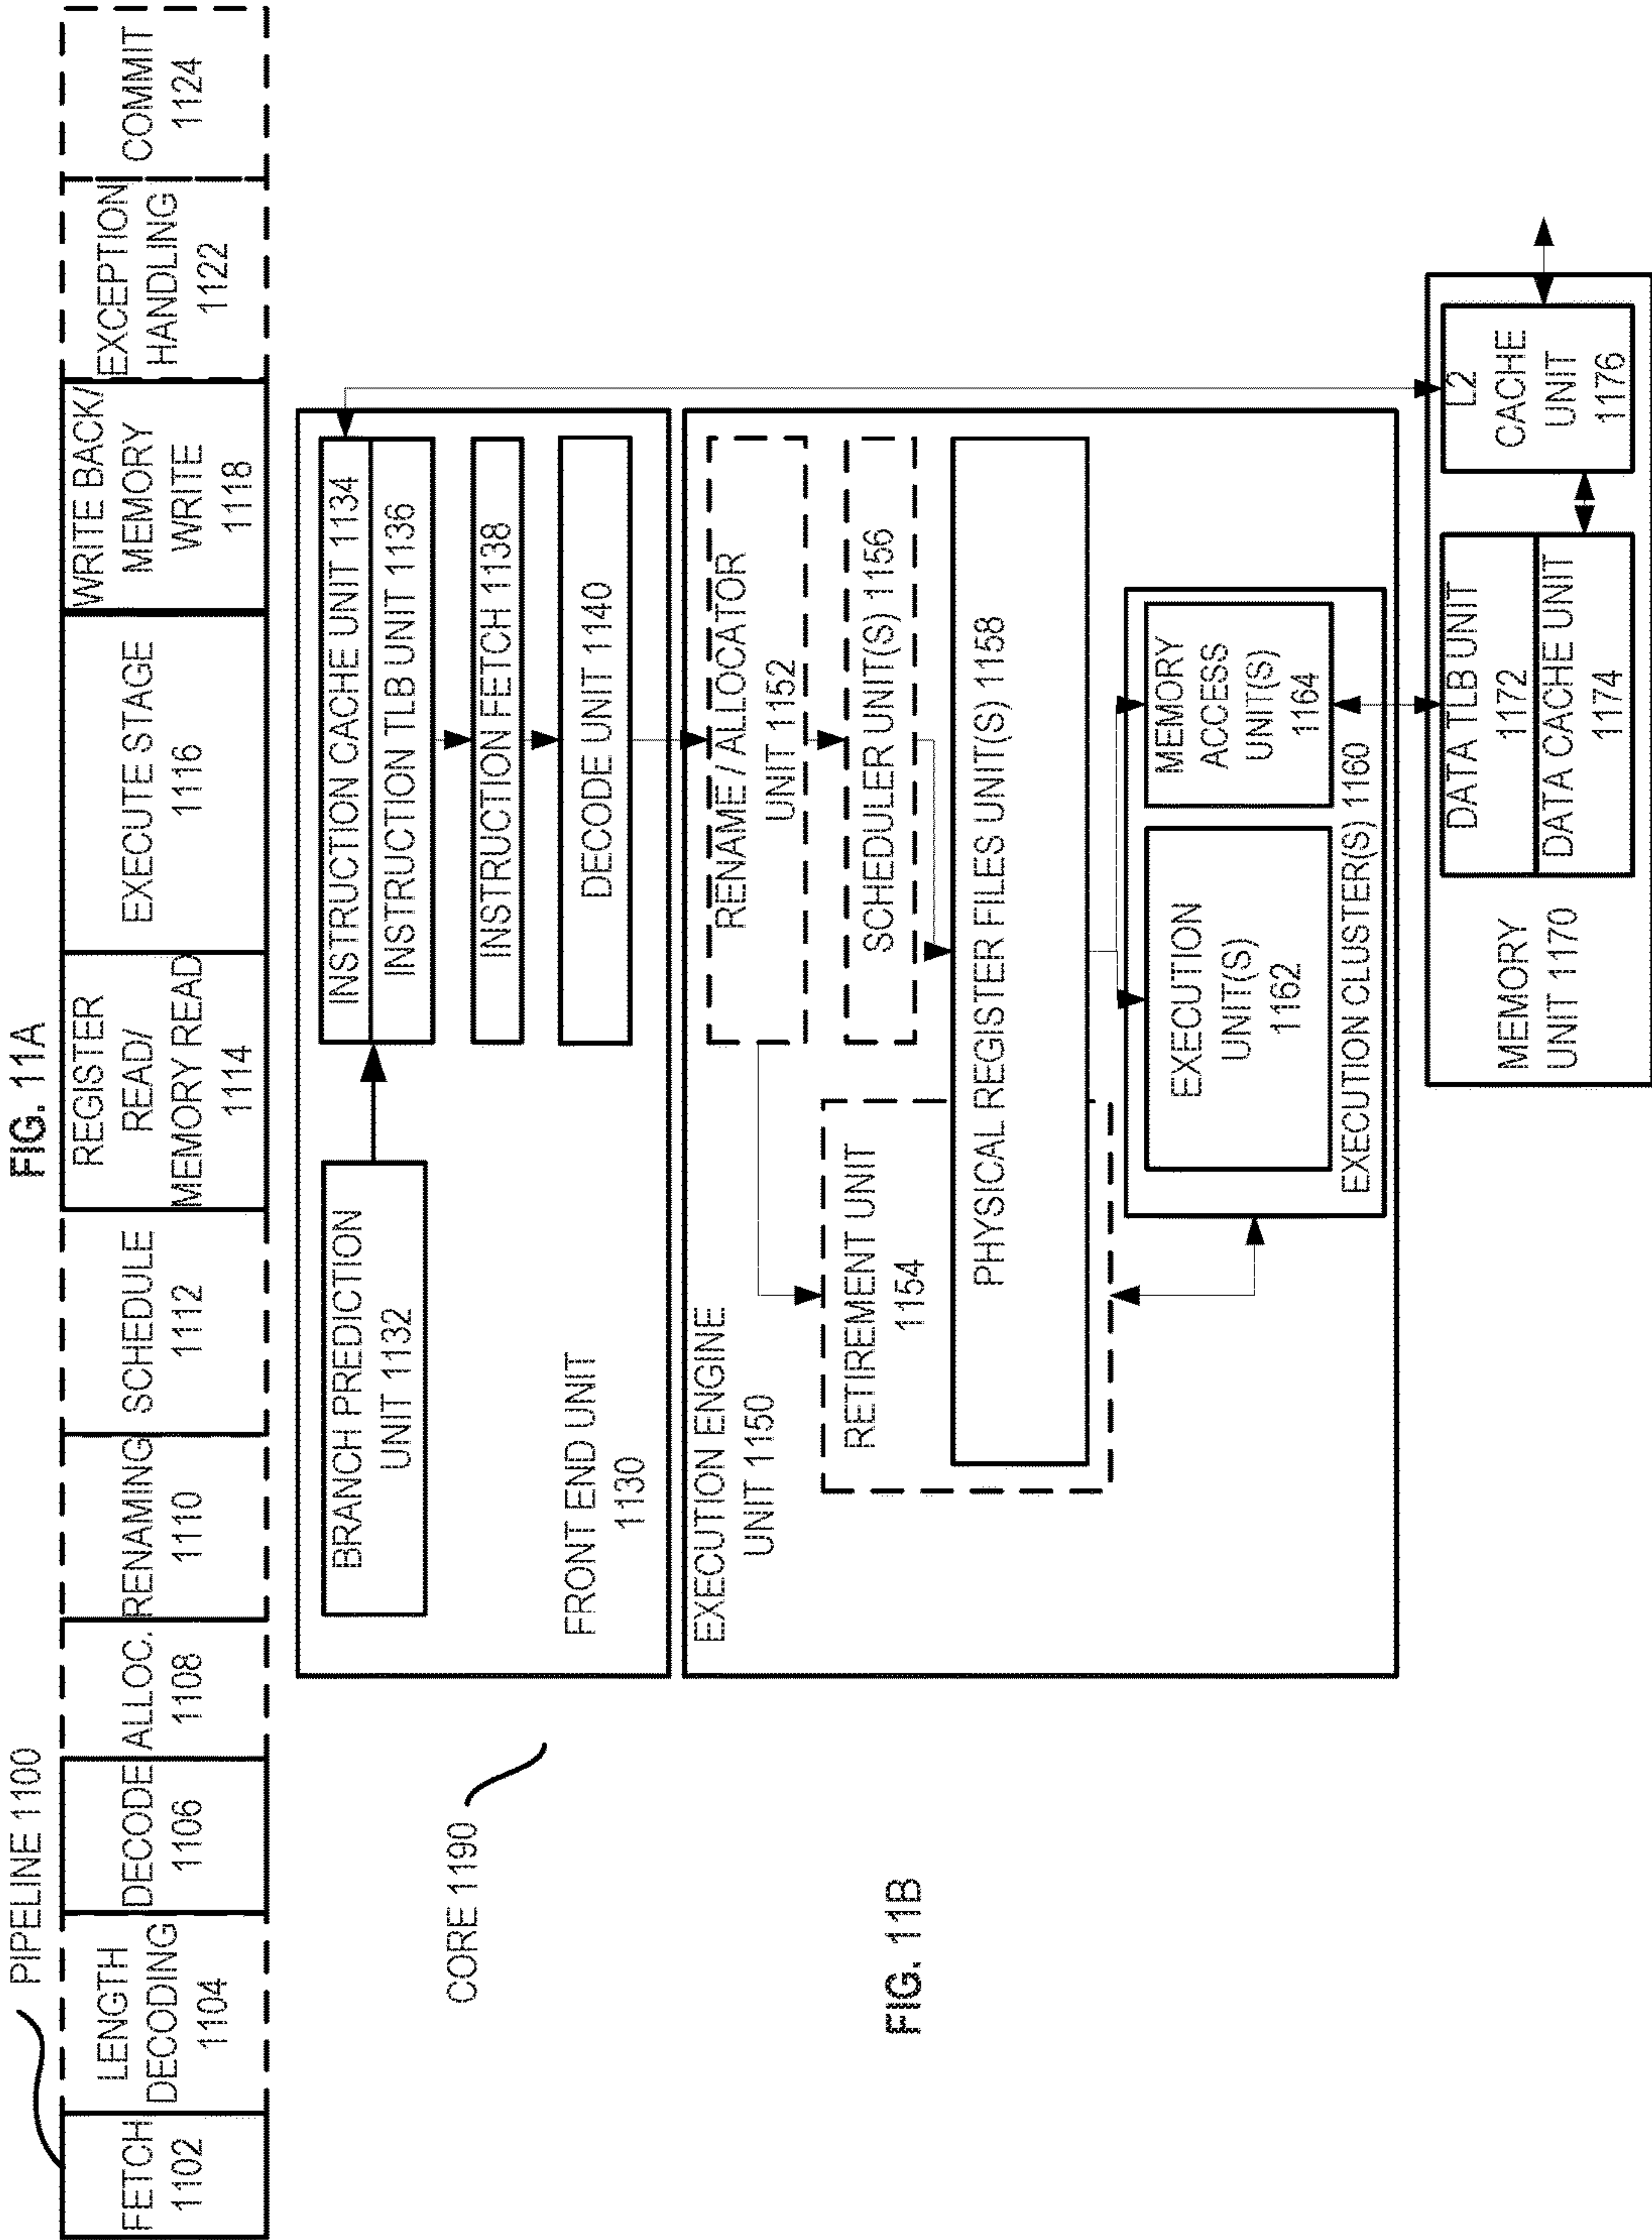 FIG. 11A
PIPELINE 1100
FETCH
1102
LENGTH
DECODING
1104
DECODE
1106
ALLOC.
1108
RENAMING
1110
SCHEDULE
1112
REGISTER
READ/
MEMORY READ
1114
EXECUTE STAGE
1116
WRITE BACK/
MEMORY
WRITE
1118
EXCEPTION
HANDLING
1122
COMMIT
1124
CORE 1190
FIG. 11B
BRANCH PREDICTION
UNIT 1132
FRONT END UNIT
1130
INSTRUCTION CACHE UNIT 1134
INSTRUCTION TLB UNIT 1136
INSTRUCTION FETCH 1138
DECODE UNIT 1140
EXECUTION ENGINE
UNIT 1150
RENAME / ALLOCATOR
UNIT 1152
SCHEDULER UNIT(S) 1156
RETIREMENT UNIT
1154
PHYSICAL REGISTER FILES UNIT(S) 1158
EXECUTION
UNIT(S)
1162
MEMORY
ACCESS
UNIT(S)
1164
EXECUTION CLUSTER(S) 1160
MEMORY
UNIT 1170
DATA TLB UNIT
1172
DATA CACHE UNIT
1174
L2
CACHE
UNIT
1176